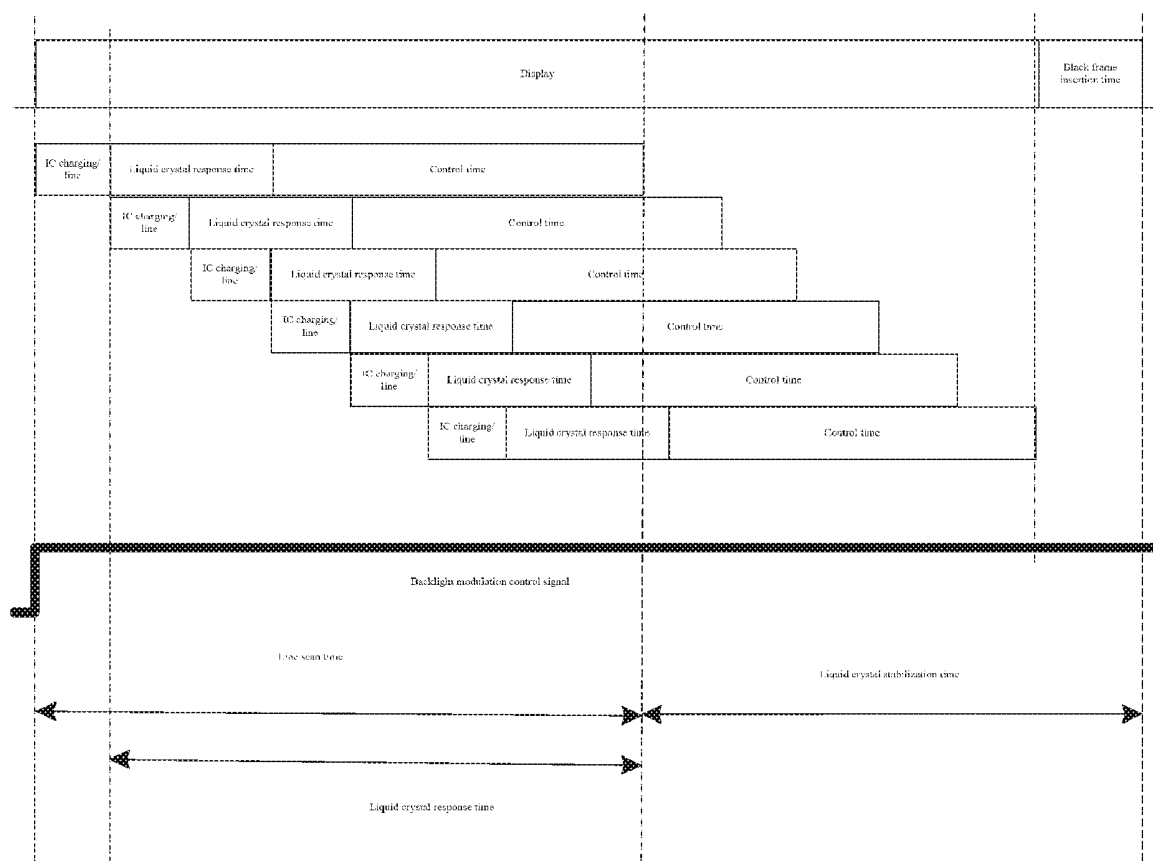 Display
Black frame
insertion time
IC charging/
line
Liquid crystal response time
Control time
IC charging/
line
Liquid crystal response time
Control time
IC charging/
line
Liquid crystal response time
Control time
IC charging/
line
Liquid crystal response time
Control time
IC charging/
line
Liquid crystal response time
Control time
IC charging/
line
Liquid crystal response time
Control time
Backlight modulation control signal
Line scan time
Liquid crystal stabilization time
Liquid crystal response time